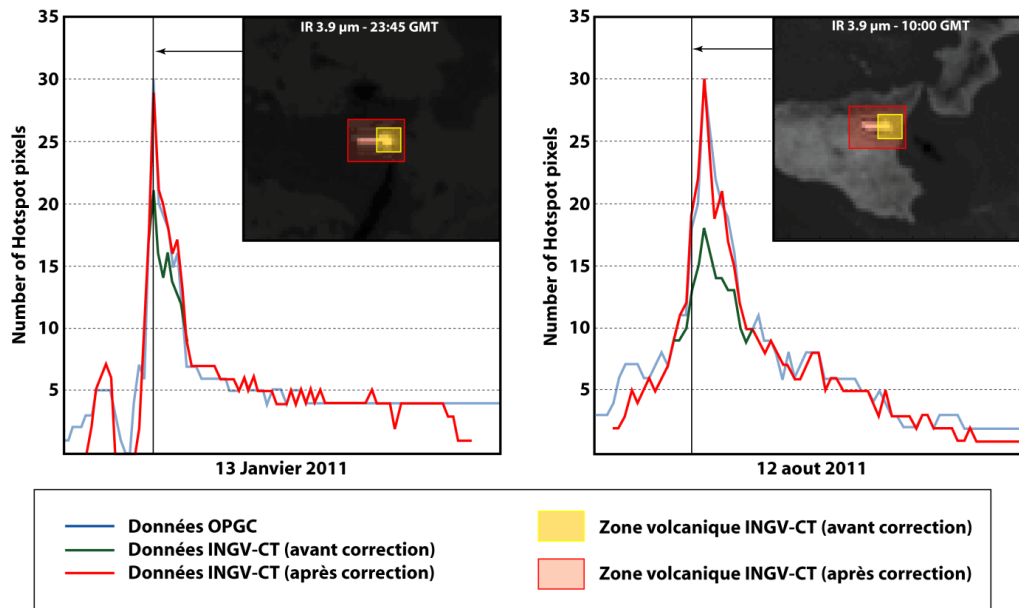 Number of Hotspot pixels
35
30
25
20
15
10
5
IR 3.9 µm - 23:45 GMT
13 Janvier 2011
Number of Hotspot pixels
35
30
25
20
15
10
5
IR 3.9 µm - 10:00 GMT
12 aout 2011
Données OPGC
Données INGV-CT (avant correction)
Données INGV-CT (après correction)
Zone volcanique INGV-CT (avant correction)
Zone volcanique INGV-CT (après correction)